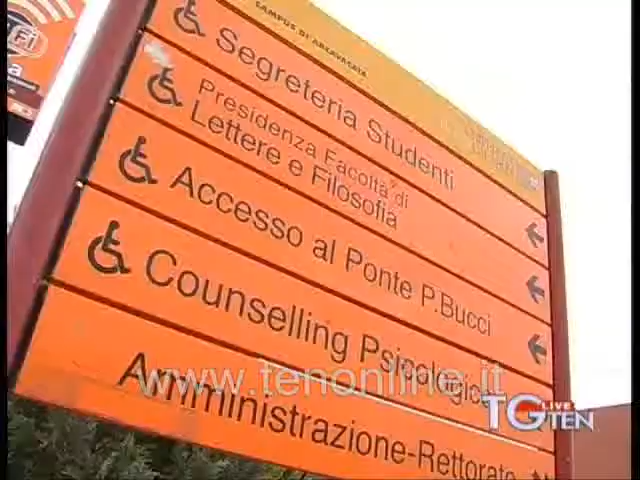 CAMPUS DI ARCAVACATA
Segreteria Studenti
Presidenza Facoltà di
Lettere e Filosofia
Accesso al Ponte P.Bucci
Counselling Psicologico
Amministrazione-Rettorato
www.tenonline.it
TG LIVE
TEN
Fi
a